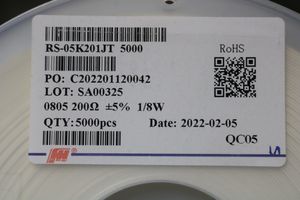 RS-05K201JT 5000
RoHS
PO: C202201120042
LOT: SA00325
0805 200Ω ±5% 1/8W
QTY:5000pcs Date: 2022-02-05
QC05